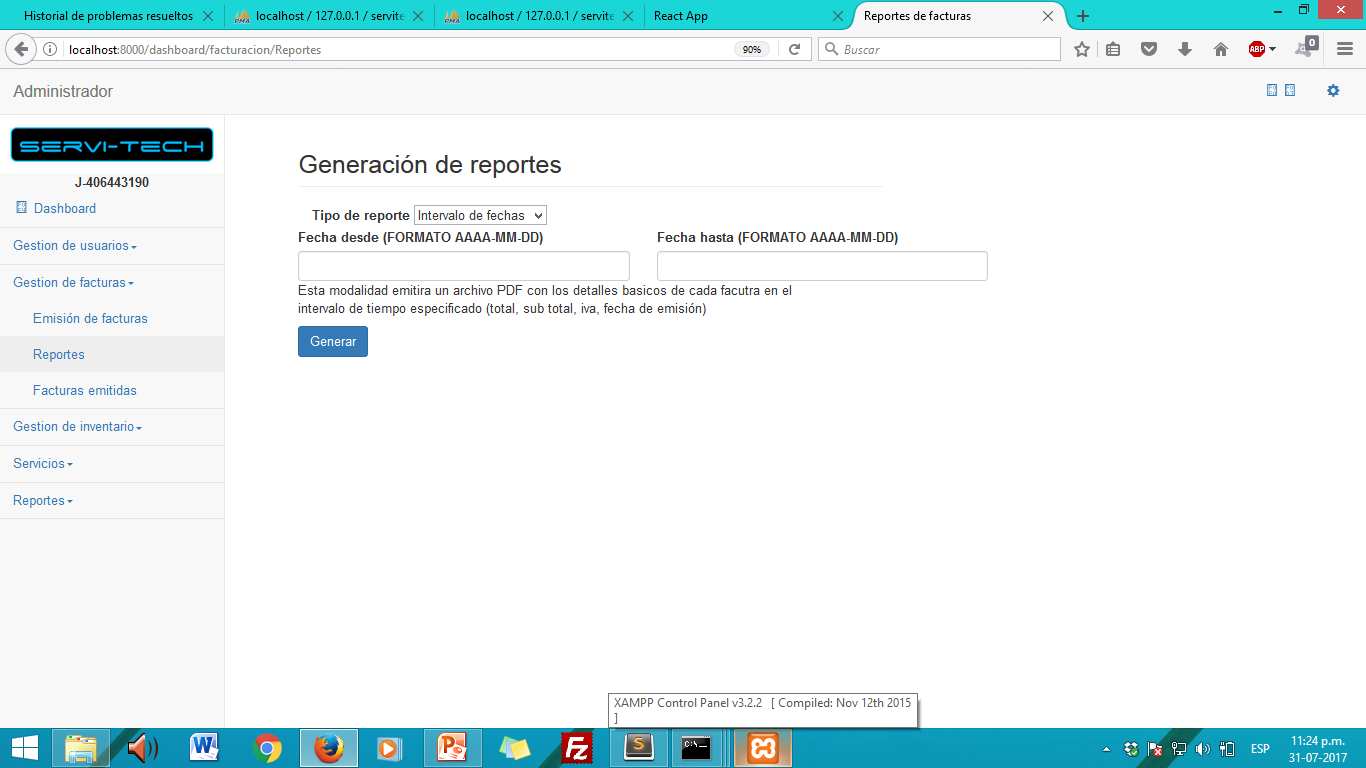 Historial de problemas resueltos
localhost / 127.0.0.1 / servite
localhost / 127.0.0.1 / servite
React App
Reportes de facturas
localhost:8000/dashboard/facturacion/Reportes
90%
Buscar
ABP
0
Administrador
SERVI-TECH
J-406443190
Dashboard
Gestion de usuarios
Gestion de facturas
Emisión de facturas
Reportes
Facturas emitidas
Gestion de inventario
Servicios
Reportes
Generación de reportes
Tipo de reporte Intervalo de fechas
Fecha desde (FORMATO AAAA-MM-DD)
Fecha hasta (FORMATO AAAA-MM-DD)
Esta modalidad emitira un archivo PDF con los detalles basicos de cada facutra en el
intervalo de tiempo especificado (total, sub total, iva, fecha de emisión)
Generar
XAMPP Control Panel v3.2.2 [ Compiled: Nov 12th 2015
]
ESP
11:24 p.m.
31-07-2017